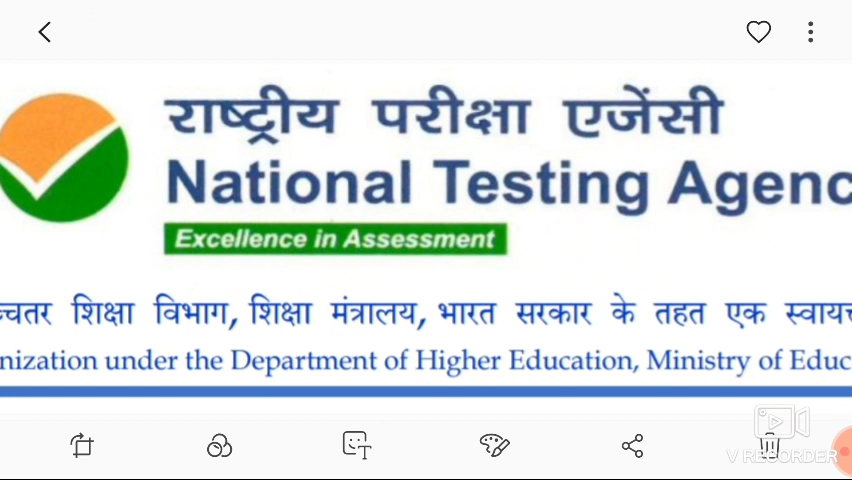 राष्ट्रीय परीक्षा एजेंसी
National Testing Agenc
Excellence in Assessment
च्चतर शिक्षा विभाग, शिक्षा मंत्रालय, भारत सरकार के तहत एक स्वायत्त
nization under the Department of Higher Education, Ministry of Educ
T
V RECORDER